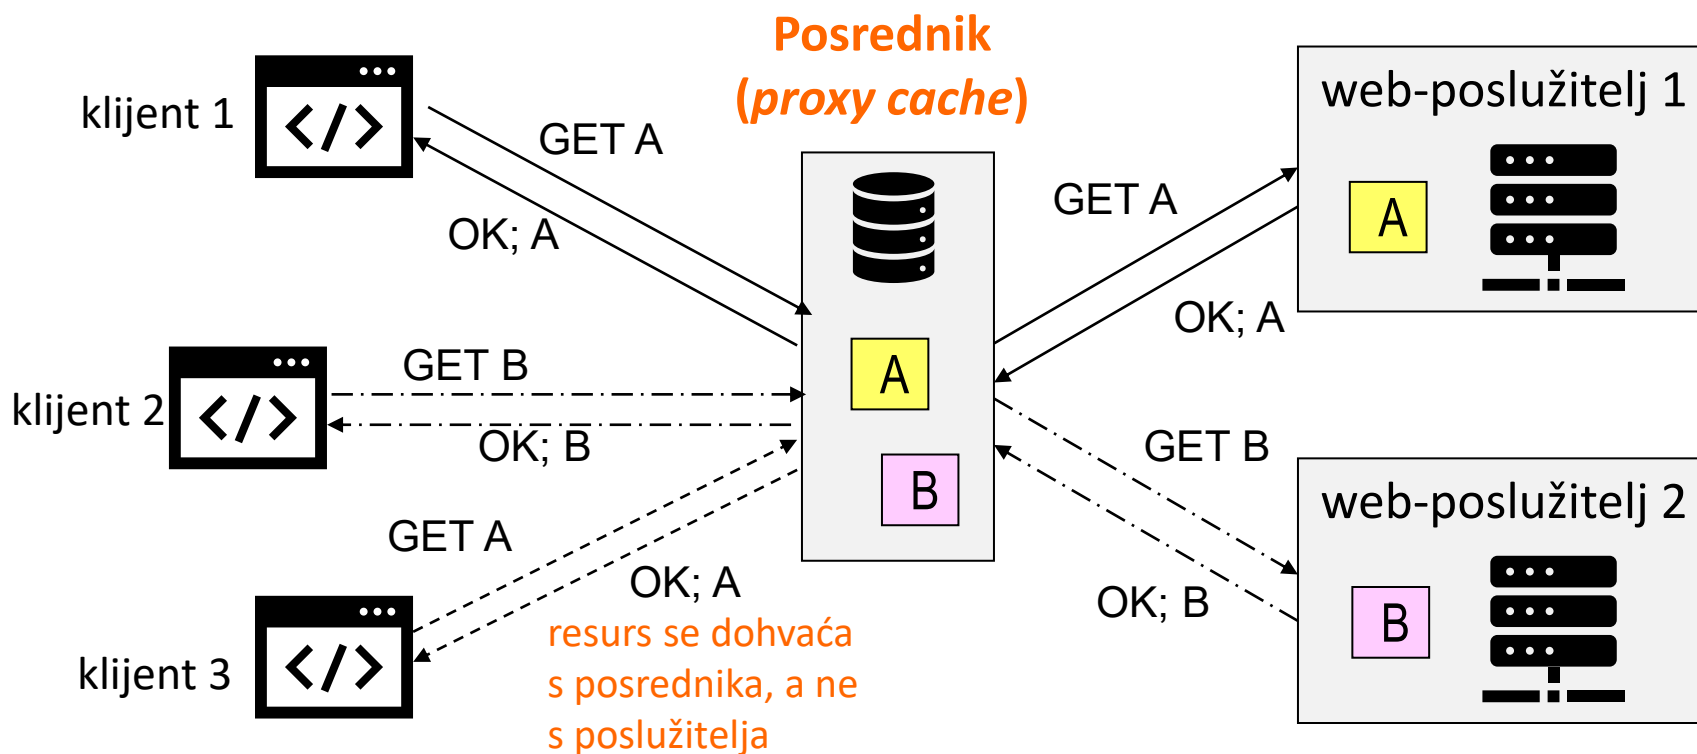 Posrednik
(proxy cache)
klijent 1
GET A
OK; A
klijent 2
GET B
OK; B
klijent 3
GET A
OK; A
resurs se dohvaća
s posrednika, a ne
s poslužitelja
A
B
GET A
OK; A
GET B
OK; B
web-poslužitelj 1
A
web-poslužitelj 2
B